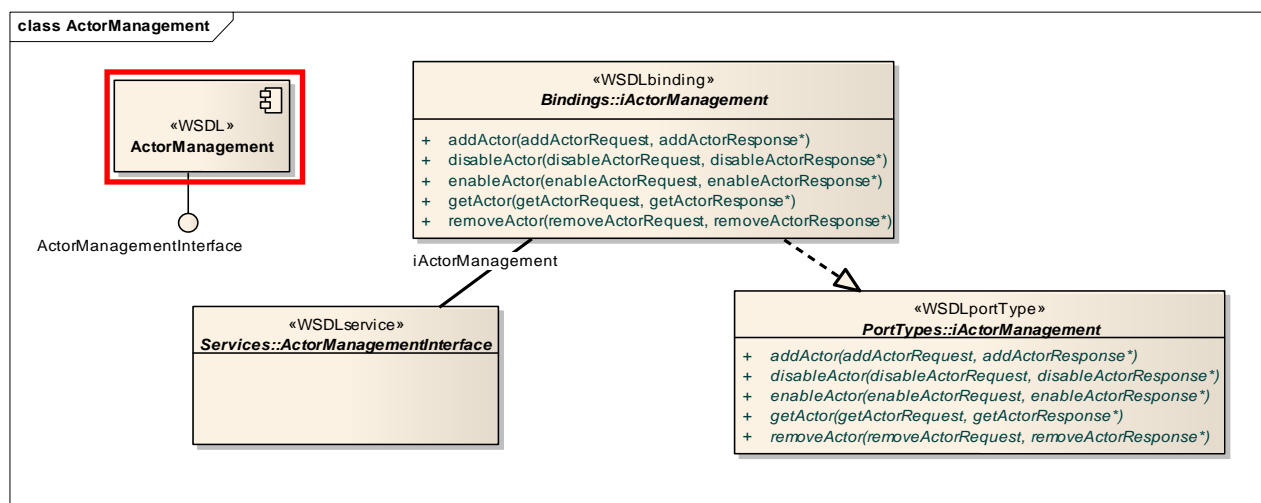 class ActorManagement
«WSDL»
ActorManagement
ActorManagementInterface
«WSDLbinding»
Bindings::iActorManagement
+ addActor(addActorRequest, addActorResponse*)
+ disableActor(disableActorRequest, disableActorResponse*)
+ enableActor(enableActorRequest, enableActorResponse*)
+ getActor(getActorRequest, getActorResponse*)
+ removeActor(removeActorRequest, removeActorResponse*)
iActorManagement
«WSDLservice»
Services::ActorManagementInterface
«WSDLportType»
PortTypes::iActorManagement
+ addActor(addActorRequest, addActorResponse*)
+ disableActor(disableActorRequest, disableActorResponse*)
+ enableActor(enableActorRequest, enableActorResponse*)
+ getActor(getActorRequest, getActorResponse*)
+ removeActor(removeActorRequest, removeActorResponse*)